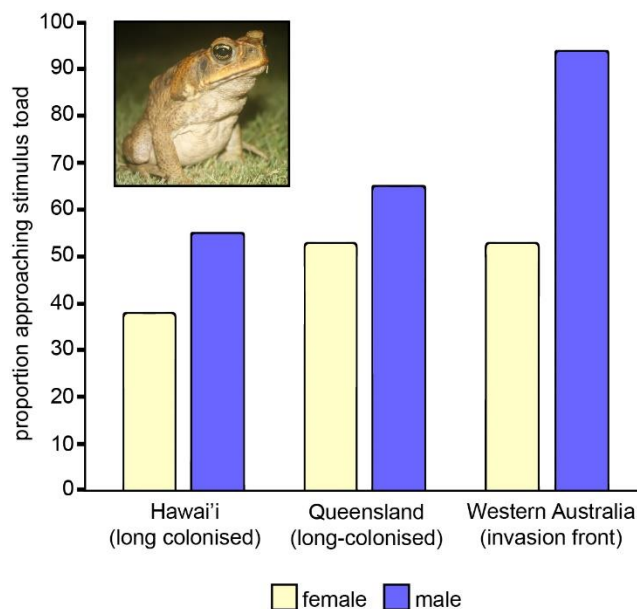 proportion approaching stimulus toad
100
90
80
70
60
50
40
30
20
10
0
Hawai'i
(long colonised)
Queensland
(long-colonised)
Western Australia
(invasion front)
female
male